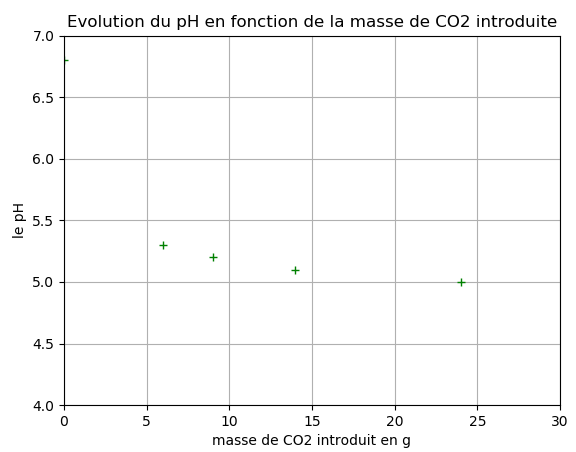 Evolution du pH en fonction de la masse de CO2 introduite
7.0
6.5
6.0
5.5
5.0
4.5
4.0
le pH
0 5 10 15 20 25 30
masse de CO2 introduit en g